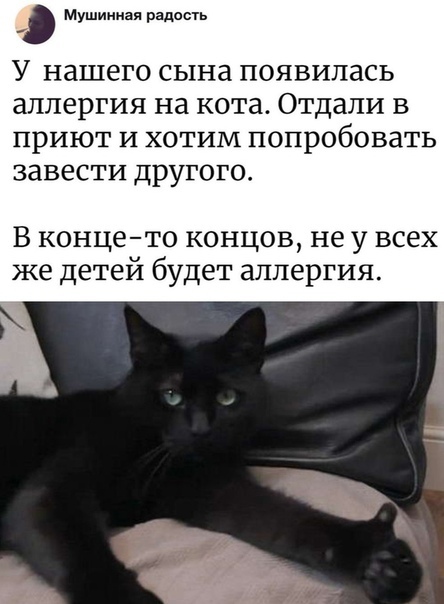 Мушинная радость
У нашего сына появилась
аллергия на кота. Отдали в
приют и хотим попробовать
завести другого.
В конце-то концов, не у всех
же детей будет аллергия.